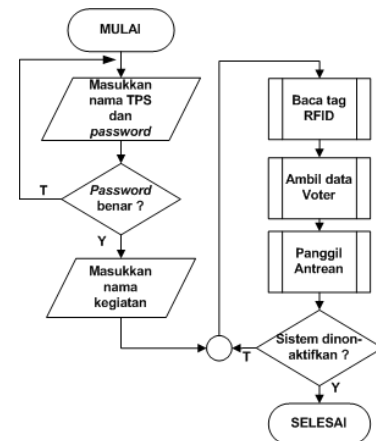 MULAI
Masukkan
nama TPS
dan
password
T
Password
benar ?
Y
Masukkan
nama
kegiatan
Baca tag
RFID
Ambil data
Voter
Panggil
Antrean
Sistem dinon-
aktifkan ?
T
Y
SELESAI